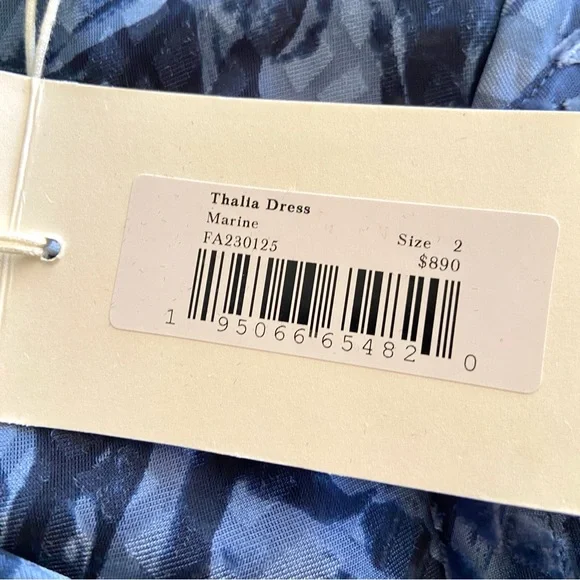 Thalia Dress
Marine
FA230125 Size 2
$890
1 95066 65482 0